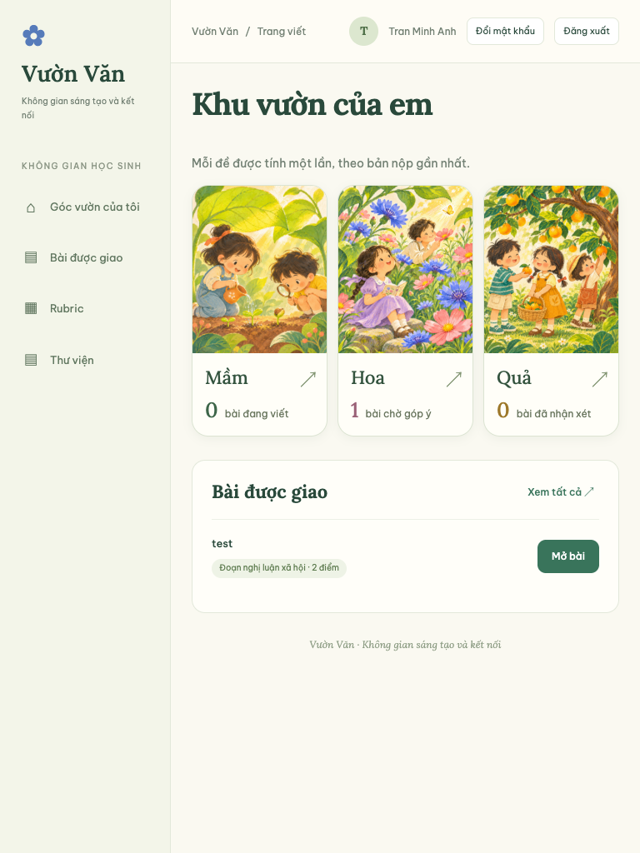 Vườn Văn
Không gian sáng tạo và kết
nối
KHÔNG GIAN HỌC SINH
Góc vườn của tôi
Bài được giao
Rubric
Thư viện
Vườn Văn / Trang viết
T
Tran Minh Anh
Đổi mật khẩu
Đăng xuất
Khu vườn của em
Mỗi đề được tính một lần, theo bản nộp gần nhất.
Mầm
0 bài đang viết
Hoa
1 bài chờ góp ý
Quả
0 bài đã nhận xét
Bài được giao
Xem tất cả
test
Đoạn nghị luận xã hội · 2 điểm
Mở bài
Vườn Văn · Không gian sáng tạo và kết nối